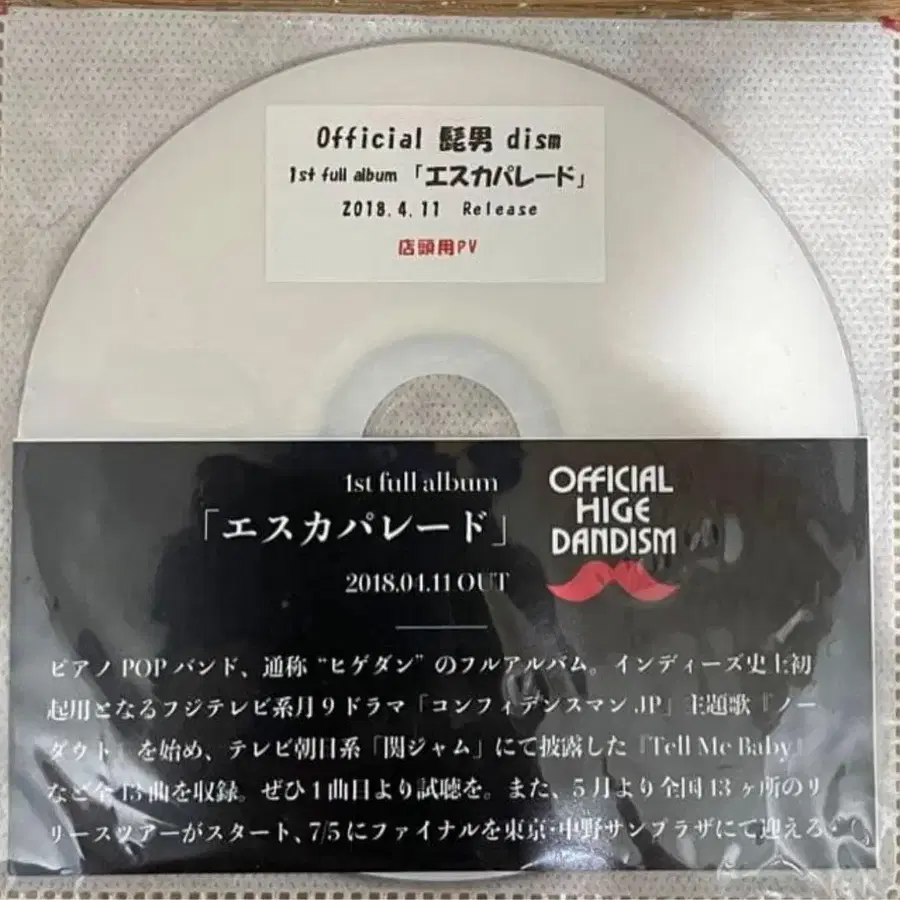 Official 髭男 dism
1st full album 「エスカパレード」
2018.4.11 Release
店頭用PV
1st full album
「エスカパレード」
2018.04.11 OUT
OFFICIAL
HIGE
DANDISM
ピアノ POP バンド、通称 “ヒゲダン” のフルアルバム。インディーズ史上初
起用となるフジテレビ系月9ドラマ「コンフィデンスマン JP」主題歌『ノー
ダウト』を始め、テレビ朝日系「関ジャム」にて披露した『Tell Me Baby』
など全13曲を収録。ぜひ1曲目より試聴を。また、5月より全国13ヶ所のリ
リースツアーがスタート、7/5にファイナルを東京・中野サンプラザにて迎える。